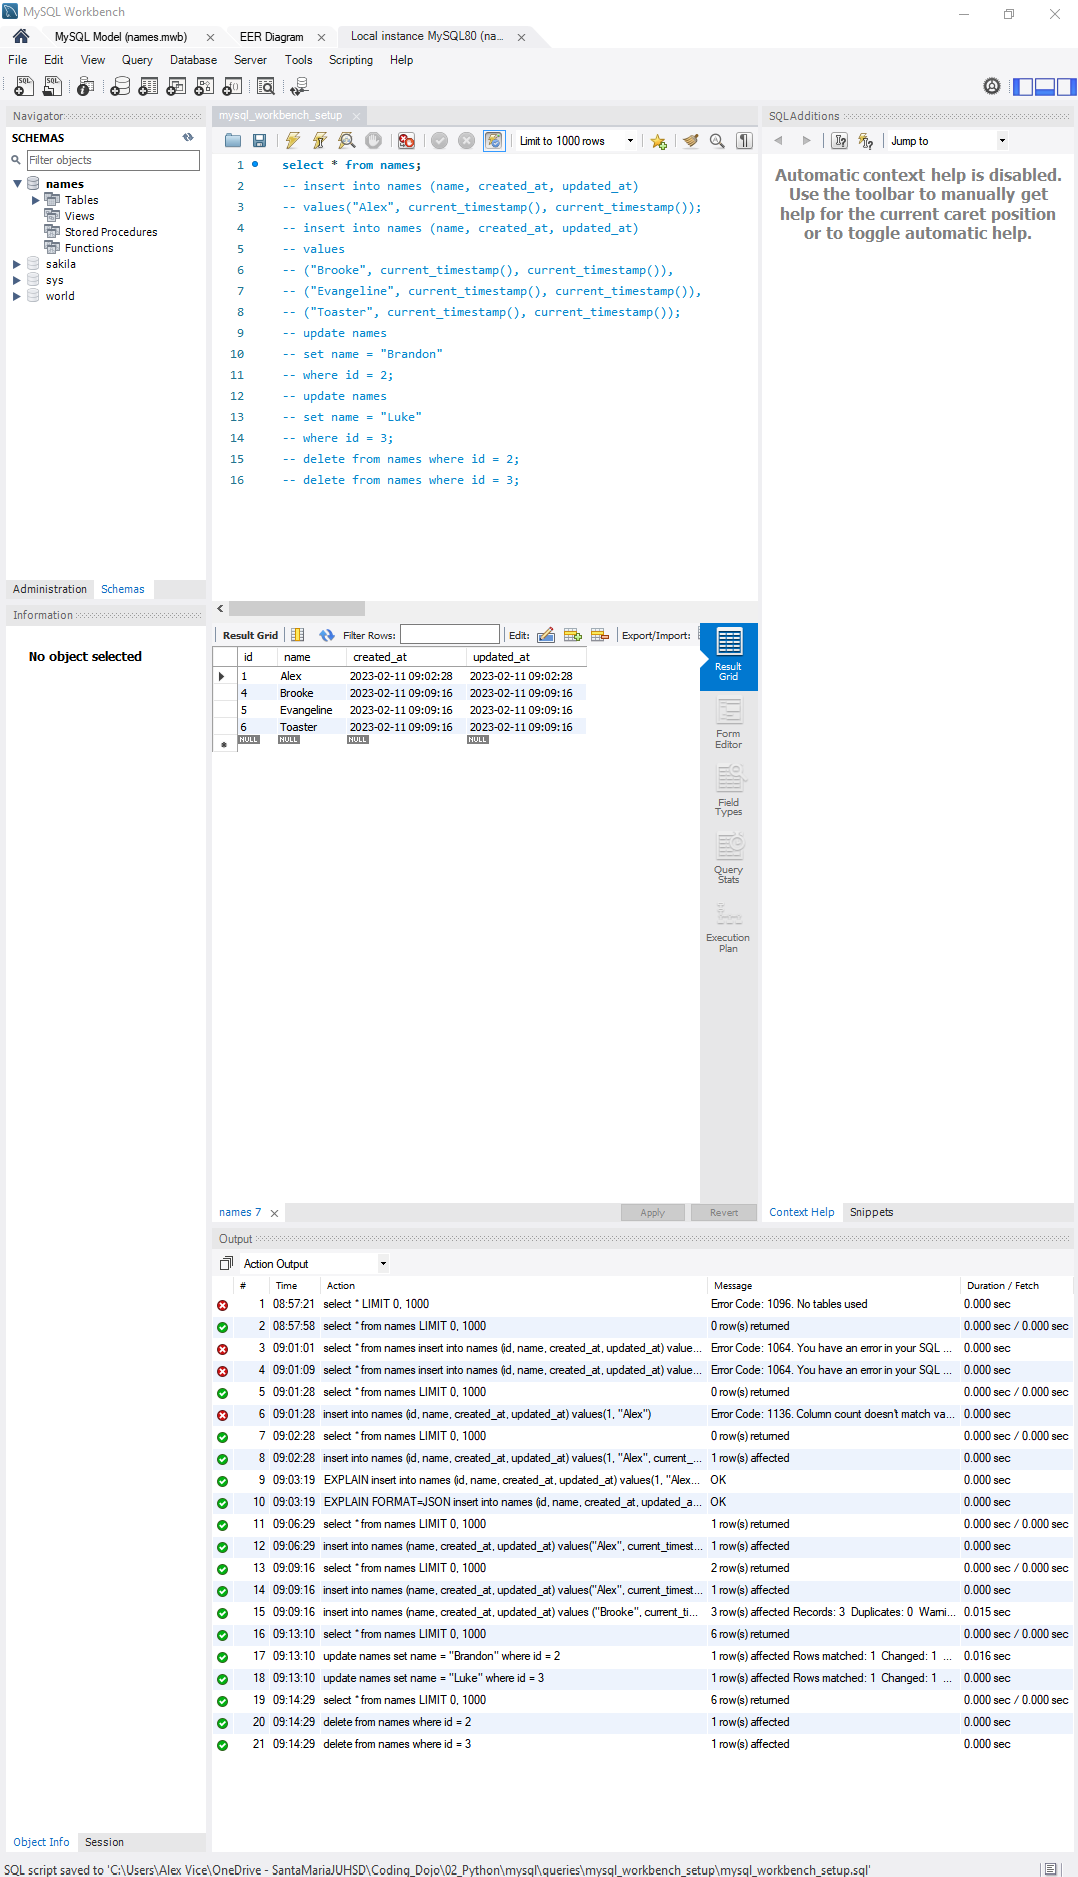 MySQL Workbench
MySQL Model (names.mwb)
EER Diagram
Local instance MySQL80 (na...
File Edit View Query Database Server Tools Scripting Help
Navigator
SCHEMAS
Filter objects
names
Tables
Views
Stored Procedures
Functions
sakila
sys
world
Administration Schemas
Information
No object selected
mysql_workbench_setup
Limit to 1000 rows
1 select * from names;
2 -- insert into names (name, created_at, updated_at)
3 -- values("Alex", current_timestamp(), current_timestamp());
4 -- insert into names (name, created_at, updated_at)
5 -- values
6 -- ("Brooke", current_timestamp(), current_timestamp()),
7 -- ("Evangeline", current_timestamp(), current_timestamp()),
8 -- ("Toaster", current_timestamp(), current_timestamp());
9 -- update names
10 -- set name = "Brandon"
11 -- where id = 2;
12 -- update names
13 -- set name = "Luke"
14 -- where id = 3;
15 -- delete from names where id = 2;
16 -- delete from names where id = 3;
SQLAdditions
Jump to
Automatic context help is disabled.
Use the toolbar to manually get
help for the current caret position
or to toggle automatic help.
Result Grid Filter Rows: Edit: Export/Import:
id name created_at updated_at
1 Alex 2023-02-11 09:02:28 2023-02-11 09:02:28
4 Brooke 2023-02-11 09:09:16 2023-02-11 09:09:16
5 Evangeline 2023-02-11 09:09:16 2023-02-11 09:09:16
6 Toaster 2023-02-11 09:09:16 2023-02-11 09:09:16
NULL NULL NULL NULL
Result
Grid
Form
Editor
Field
Types
Query
Stats
Execution
Plan
names 7
Apply Revert
Context Help Snippets
Output
Action Output
# Time Action Message Duration / Fetch
1 08:57:21 select * LIMIT 0, 1000 Error Code: 1096. No tables used 0.000 sec
2 08:57:58 select * from names LIMIT 0, 1000 0 row(s) returned 0.000 sec / 0.000 sec
3 09:01:01 select * from names insert into names (id, name, created_at, updated_at) value... Error Code: 1064. You have an error in your SQL ... 0.000 sec
4 09:01:09 select * from names insert into names (id, name, created_at, updated_at) value... Error Code: 1064. You have an error in your SQL ... 0.000 sec
5 09:01:28 select * from names LIMIT 0, 1000 0 row(s) returned 0.000 sec / 0.000 sec
6 09:01:28 insert into names (id, name, created_at, updated_at) values(1, "Alex") Error Code: 1136. Column count doesn't match va... 0.000 sec
7 09:02:28 select * from names LIMIT 0, 1000 0 row(s) returned 0.000 sec / 0.000 sec
8 09:02:28 insert into names (id, name, created_at, updated_at) values(1, "Alex", current_... 1 row(s) affected 0.000 sec
9 09:03:19 EXPLAIN insert into names (id, name, created_at, updated_at) values(1, "Alex... OK 0.000 sec
10 09:03:19 EXPLAIN FORMAT=JSON insert into names (id, name, created_at, updated_a... OK 0.000 sec
11 09:06:29 select * from names LIMIT 0, 1000 1 row(s) returned 0.000 sec / 0.000 sec
12 09:06:29 insert into names (name, created_at, updated_at) values("Alex", current_timest... 1 row(s) affected 0.000 sec
13 09:09:16 select * from names LIMIT 0, 1000 2 row(s) returned 0.000 sec / 0.000 sec
14 09:09:16 insert into names (name, created_at, updated_at) values("Alex", current_timest... 1 row(s) affected 0.000 sec
15 09:09:16 insert into names (name, created_at, updated_at) values ("Brooke", current_ti... 3 row(s) affected Records: 3 Duplicates: 0 Warni... 0.015 sec
16 09:13:10 select * from names LIMIT 0, 1000 6 row(s) returned 0.000 sec / 0.000 sec
17 09:13:10 update names set name = "Brandon" where id = 2 1 row(s) affected Rows matched: 1 Changed: 1 ... 0.016 sec
18 09:13:10 update names set name = "Luke" where id = 3 1 row(s) affected Rows matched: 1 Changed: 1 ... 0.000 sec
19 09:14:29 select * from names LIMIT 0, 1000 6 row(s) returned 0.000 sec / 0.000 sec
20 09:14:29 delete from names where id = 2 1 row(s) affected 0.000 sec
21 09:14:29 delete from names where id = 3 1 row(s) affected 0.000 sec
Object Info Session
SQL script saved to 'C:\Users\Alex Vice\OneDrive - SantaMariaJUHSD\Coding_Dojo\02_Python\mysql\queries\mysql_workbench_setup\mysql_workbench_setup.sql'